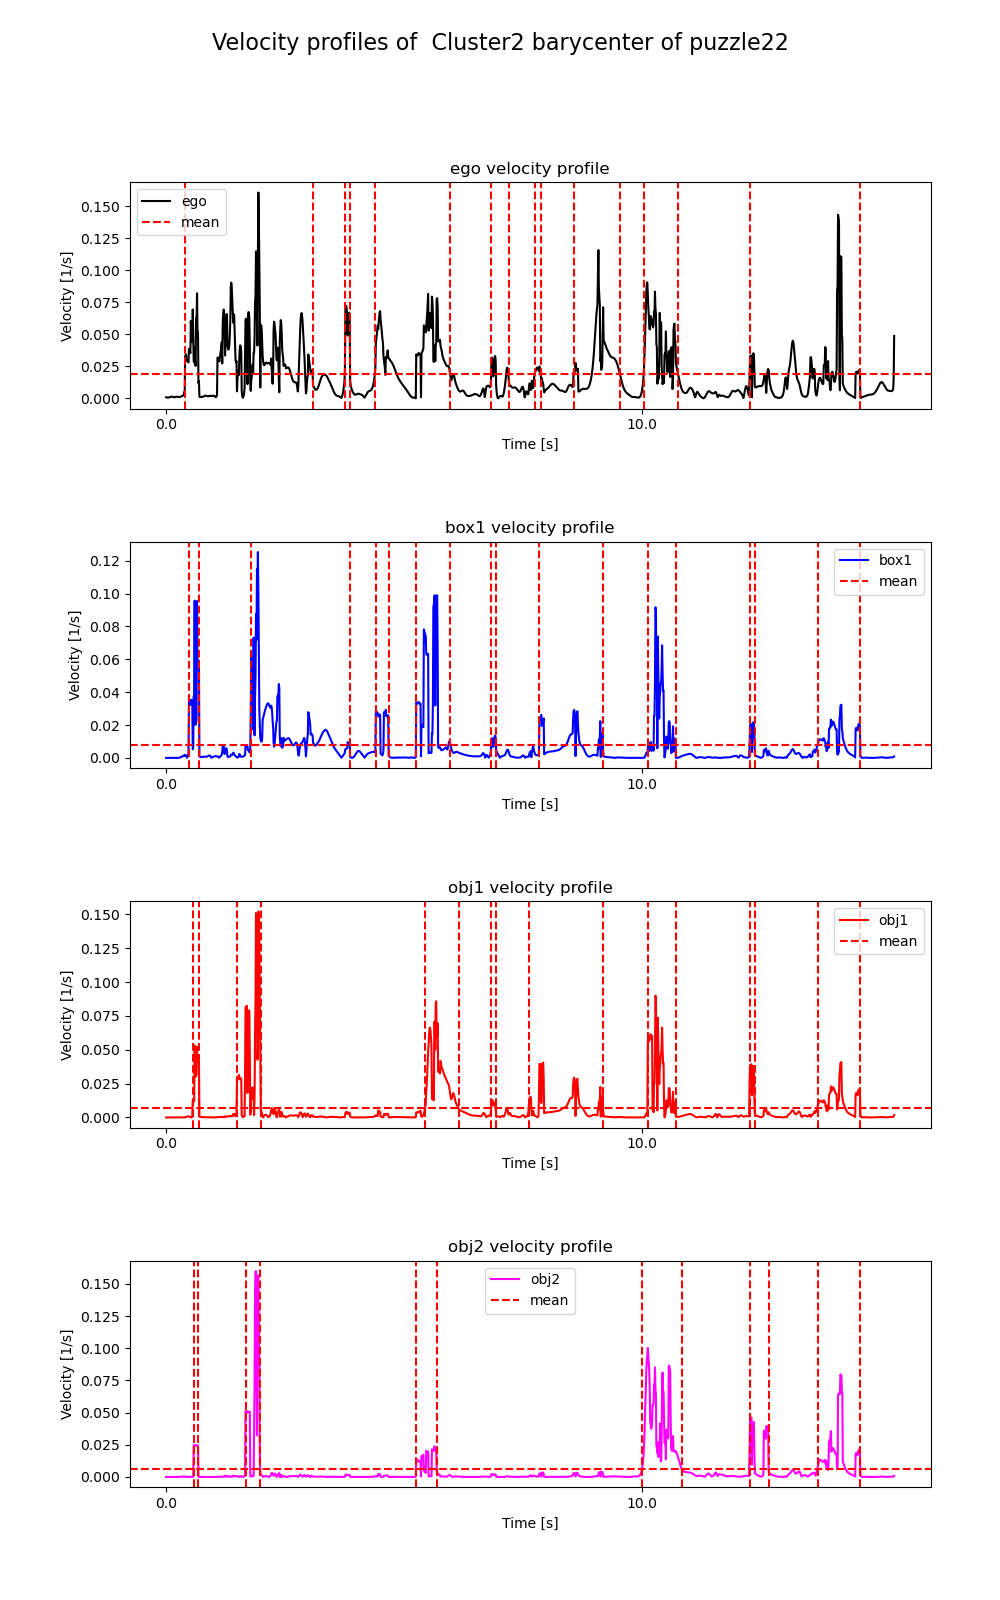 Velocity profiles of  Cluster2 barycenter of puzzle22
ego velocity profile
ego
mean
0.150
0.125
0.100
0.075
0.050
0.025
0.000
Velocity [1/s]
0.0
10.0
Time [s]
box1 velocity profile
box1
mean
0.12
0.10
0.08
0.06
0.04
0.02
0.00
Velocity [1/s]
0.0
10.0
Time [s]
obj1 velocity profile
obj1
mean
0.150
0.125
0.100
0.075
0.050
0.025
0.000
Velocity [1/s]
0.0
10.0
Time [s]
obj2 velocity profile
obj2
mean
0.150
0.125
0.100
0.075
0.050
0.025
0.000
Velocity [1/s]
0.0
10.0
Time [s]